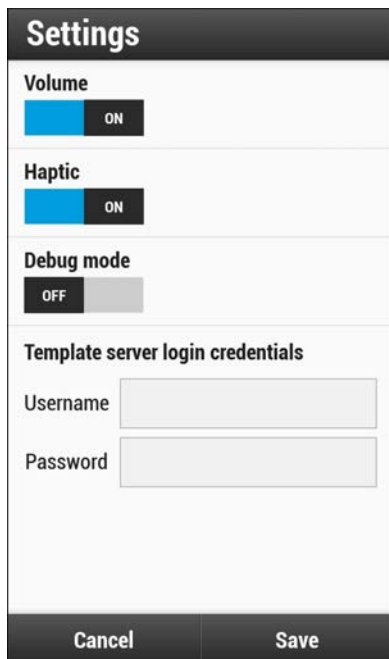 Settings
Volume
ON
Haptic
ON
Debug mode
OFF
Template server login credentials
Username
Password
Cancel Save